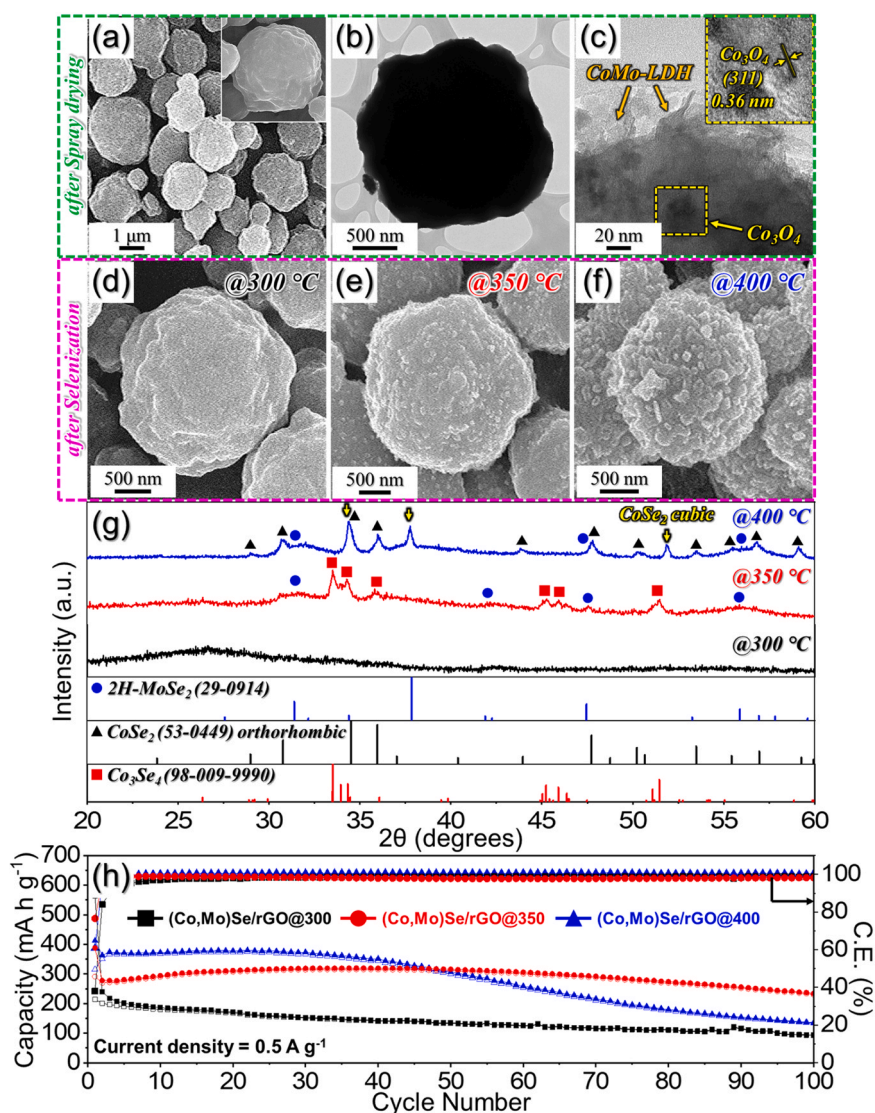 after Spray drying
(a)
1 μm
(b)
500 nm
(c)
CoMo-LDH
Co₃O₄
(311)
0.36 nm
Co₃O₄
20 nm
after Selenization
(d)
@300 °C
500 nm
(e)
@350 °C
500 nm
(f)
@400 °C
500 nm
(g)
CoSe₂ cubic
@400 °C
@350 °C
@300 °C
Intensity (a.u.)
2H-MoSe₂ (29-0914)
CoSe₂ (53-0449) orthorhombic
Co₃Se₄ (98-009-9990)
20 25 30 35 40 45 50 55 60
2θ (degrees)
(h)
700
600
500
400
300
200
100
0
Capacity (mA h g⁻¹)
(Co,Mo)Se/rGO@300 (Co,Mo)Se/rGO@350 (Co,Mo)Se/rGO@400
Current density = 0.5 A g⁻¹
100
80
60
40
20
0
C.E. (%)
0 10 20 30 40 50 60 70 80 90 100
Cycle Number